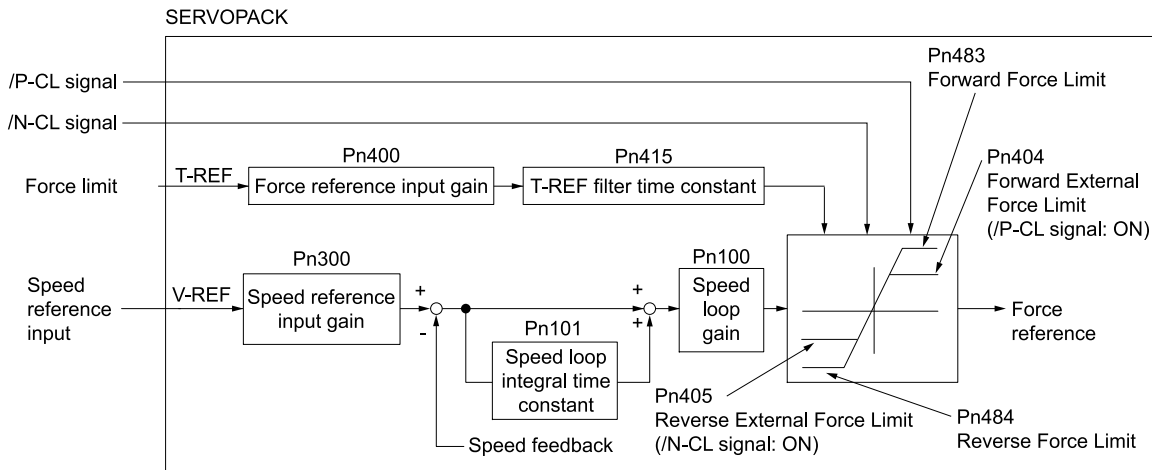 SERVOPACK
/P-CL signal
/N-CL signal
Pn483
Forward Force Limit
Pn400
Pn415
Force limit
T-REF
Force reference input gain
T-REF filter time constant
Pn404
Forward External
Force Limit
(/P-CL signal: ON)
Pn300
Pn100
Speed
reference
input
V-REF
Speed reference
input gain
+
-
+
+
Speed
loop
gain
Force
reference
Pn101
Speed loop
integral time
constant
Speed feedback
Pn405
Reverse External Force Limit
(/N-CL signal: ON)
Pn484
Reverse Force Limit